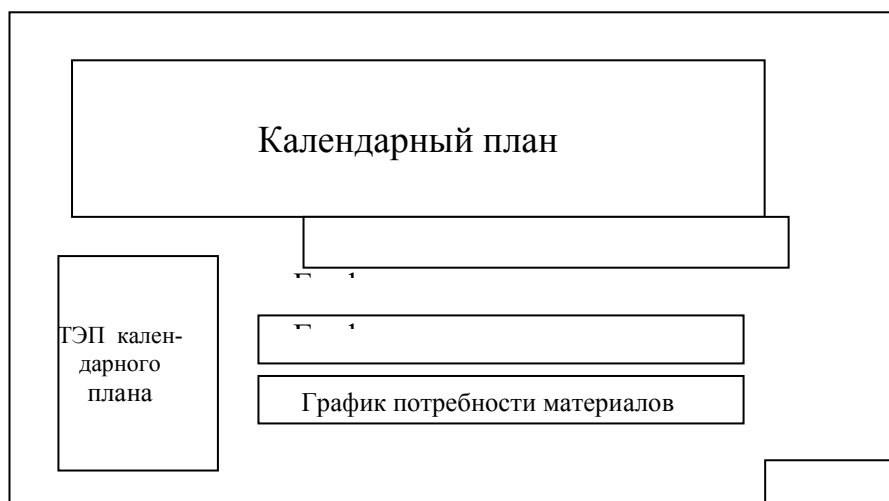 Календарный план
ТЭП кален-
дарного
плана
График потребности материалов